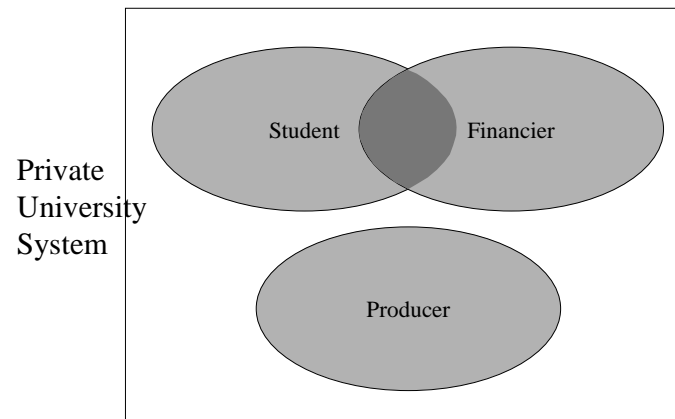 Student
Financier
Private
University
System
Producer